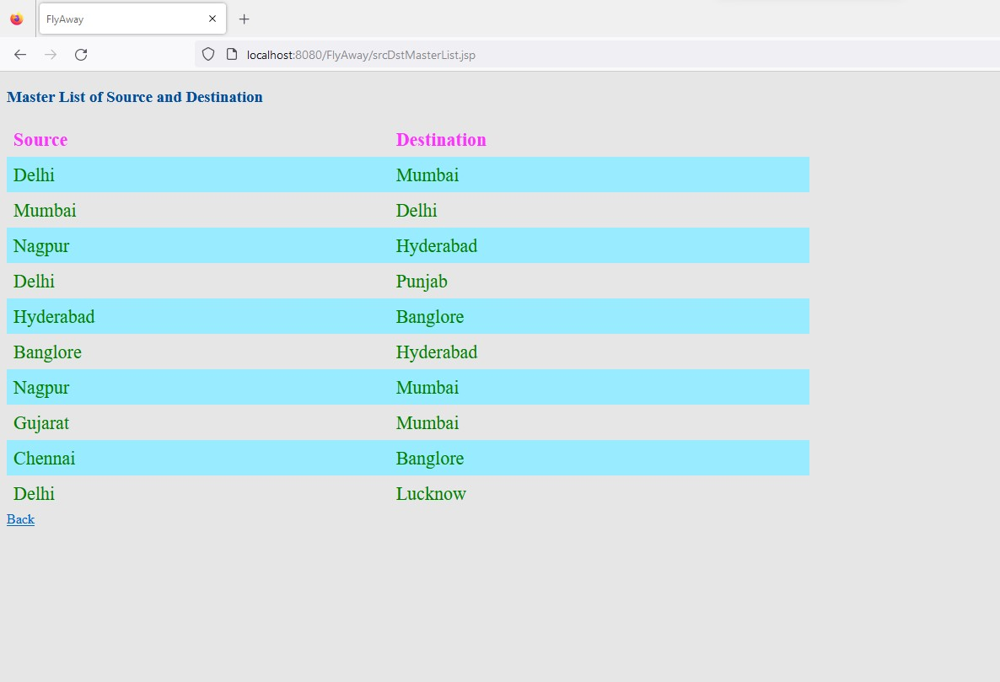 FlyAway
localhost:8080/FlyAway/srcDstMasterList.jsp
Master List of Source and Destination
Source Destination
Delhi Mumbai
Mumbai Delhi
Nagpur Hyderabad
Delhi Punjab
Hyderabad Banglore
Banglore Hyderabad
Nagpur Mumbai
Gujarat Mumbai
Chennai Banglore
Delhi Lucknow
Back